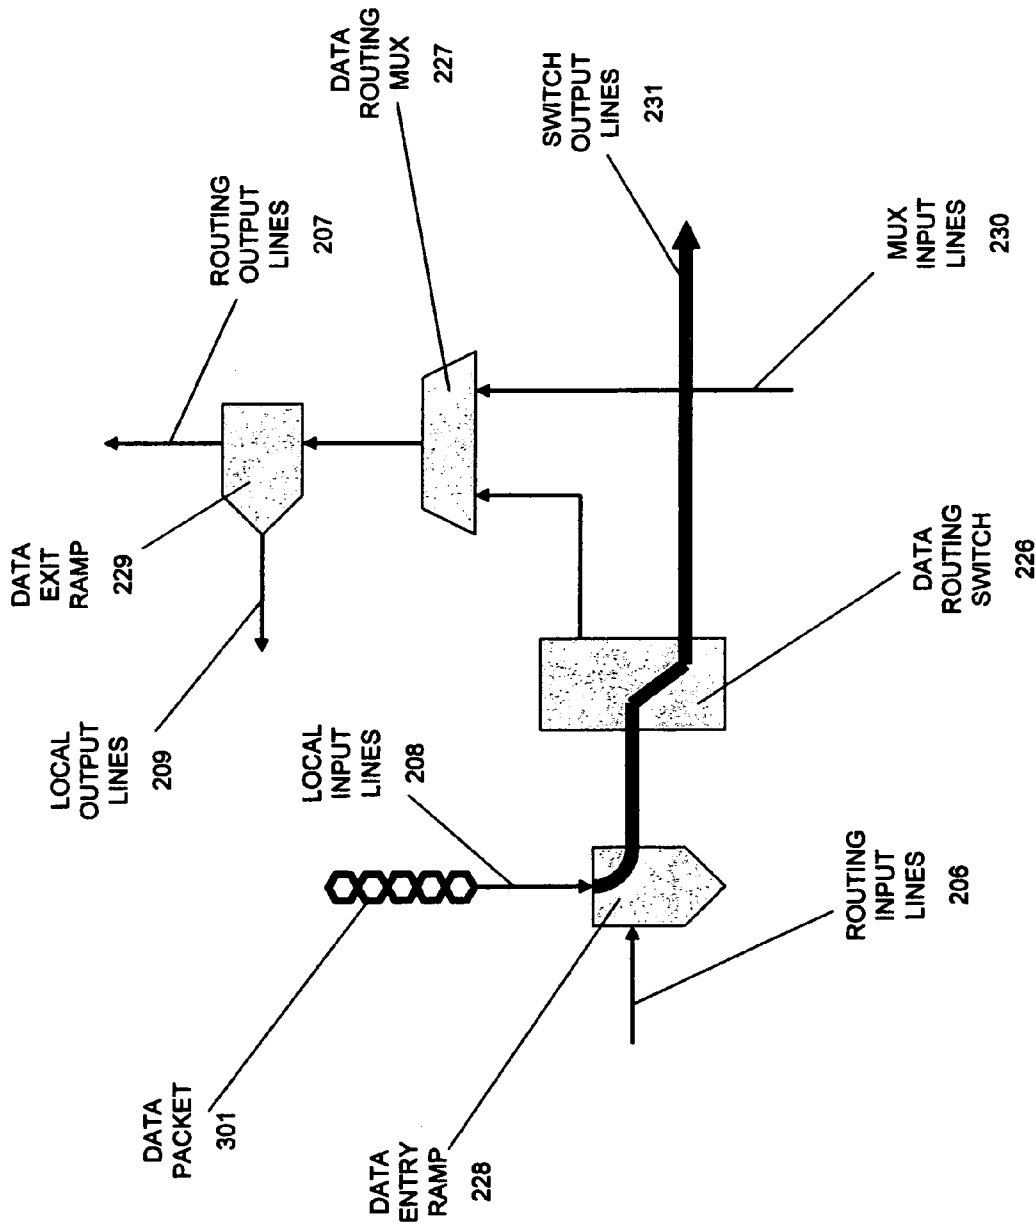 DATA
PACKET
301
DATA
ENTRY
RAMP
228
LOCAL
OUTPUT
LINES
209
LOCAL
INPUT
LINES
208
DATA
EXIT
RAMP
229
ROUTING
INPUT
LINES
206
ROUTING
OUTPUT
LINES
207
DATA
ROUTING
SWITCH
226
DATA
ROUTING
MUX
227
MUX
INPUT
LINES
230
SWITCH
OUTPUT
LINES
231